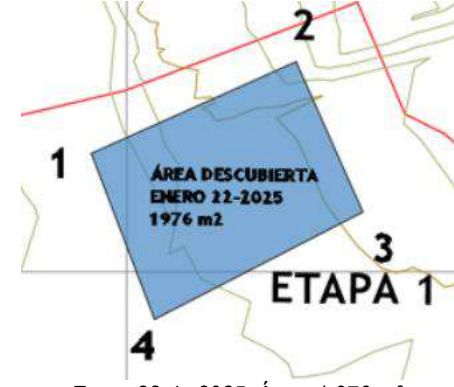 2
1
ÁREA DESCUBIERTA
ENERO 22-2025
1976 m2
3
ETAPA 1
4